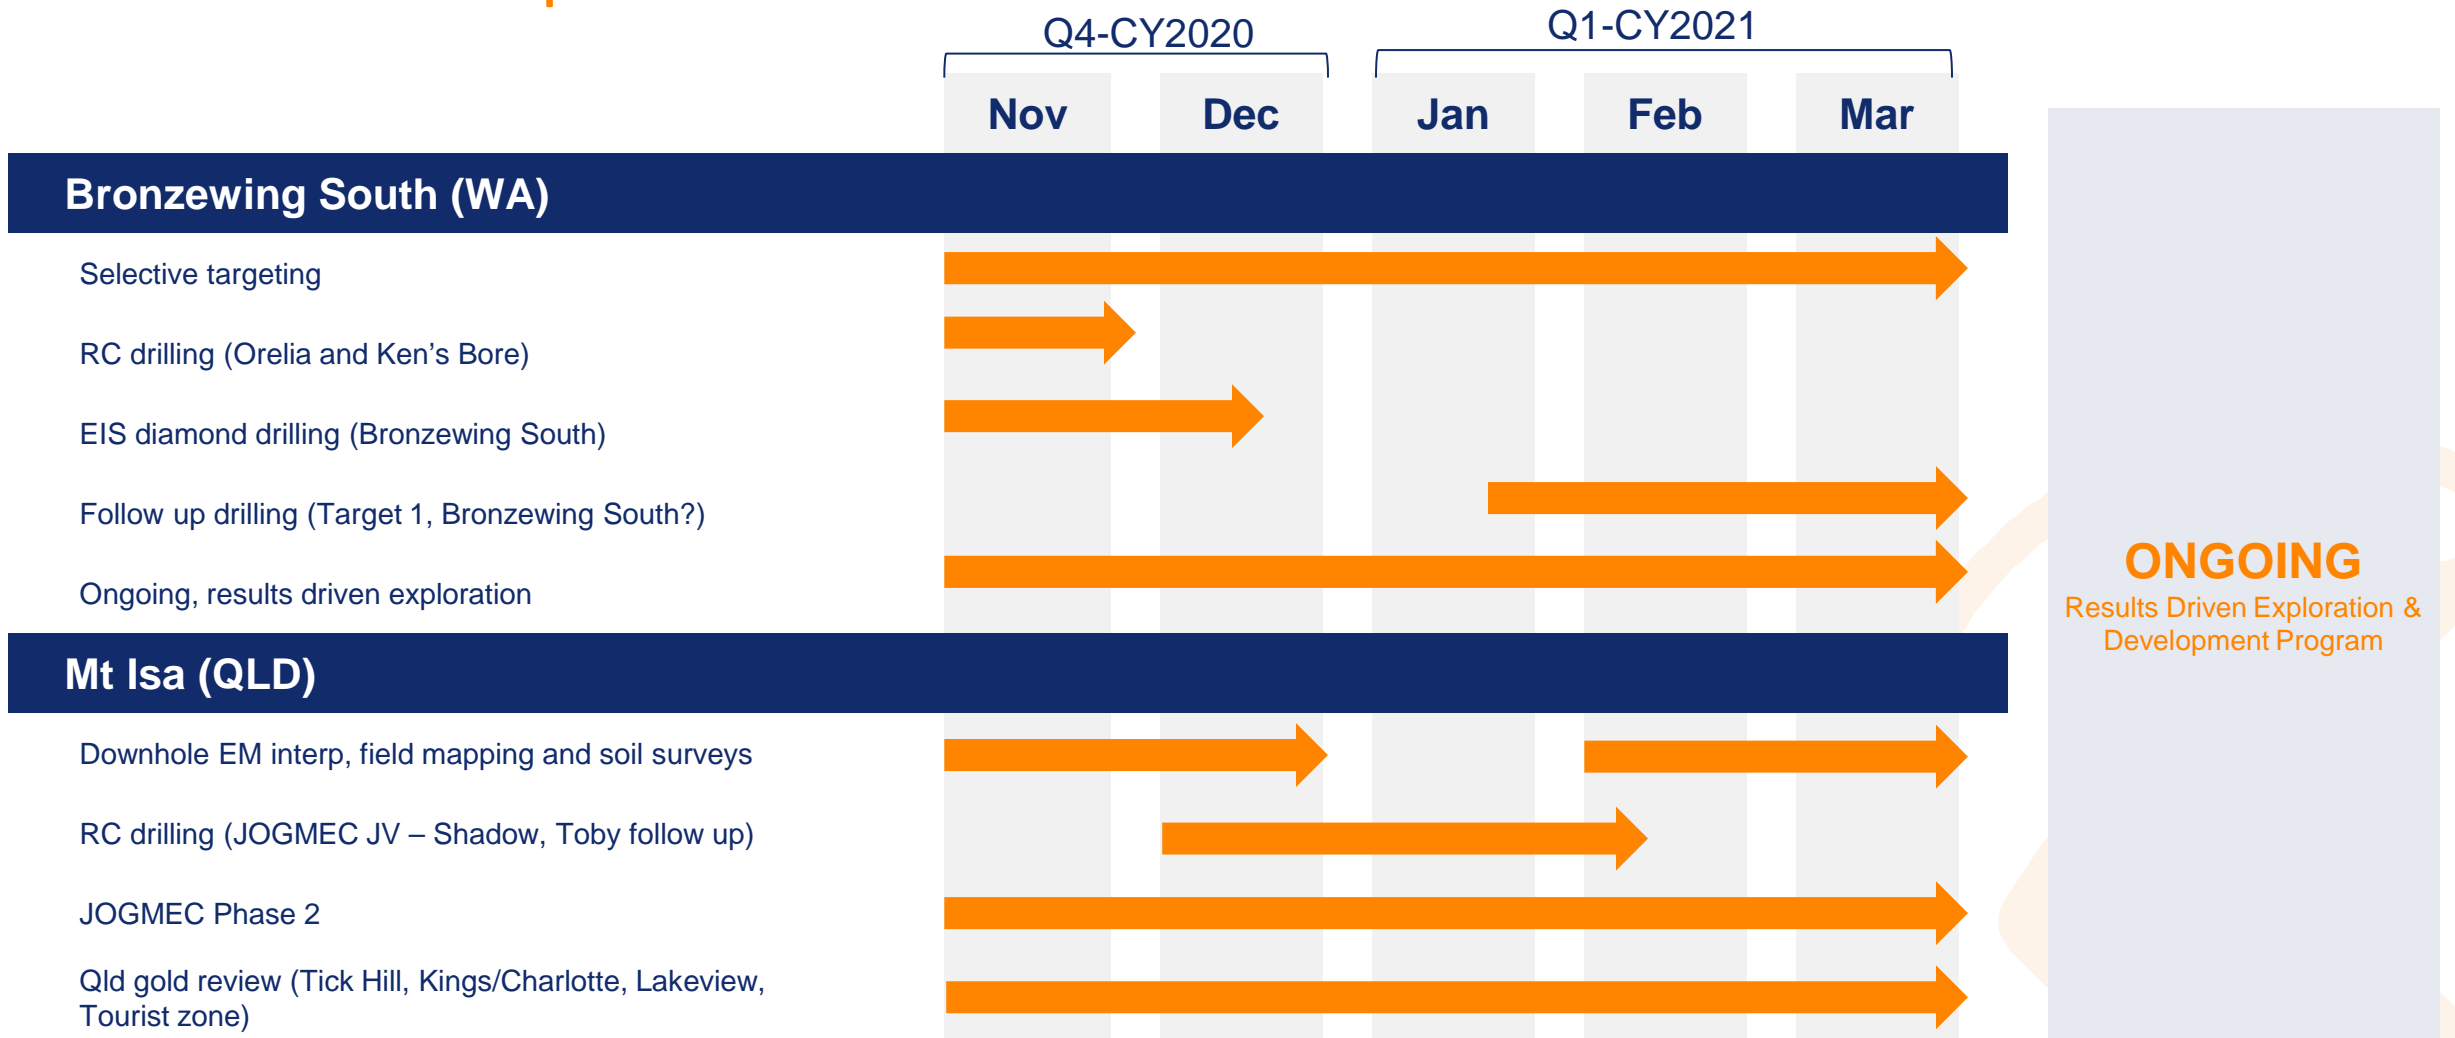 Q4-CY2020
Q1-CY2021
Nov
Dec
Jan
Feb
Mar
Bronzewing South (WA)
Selective targeting
RC drilling (Orelia and Ken’s Bore)
EIS diamond drilling (Bronzewing South)
Follow up drilling (Target 1, Bronzewing South?)
Ongoing, results driven exploration
Mt Isa (QLD)
Downhole EM interp, field mapping and soil surveys
RC drilling (JOGMEC JV – Shadow, Toby follow up)
JOGMEC Phase 2
Qld gold review (Tick Hill, Kings/Charlotte, Lakeview,
Tourist zone)
ONGOING
Results Driven Exploration &
Development Program